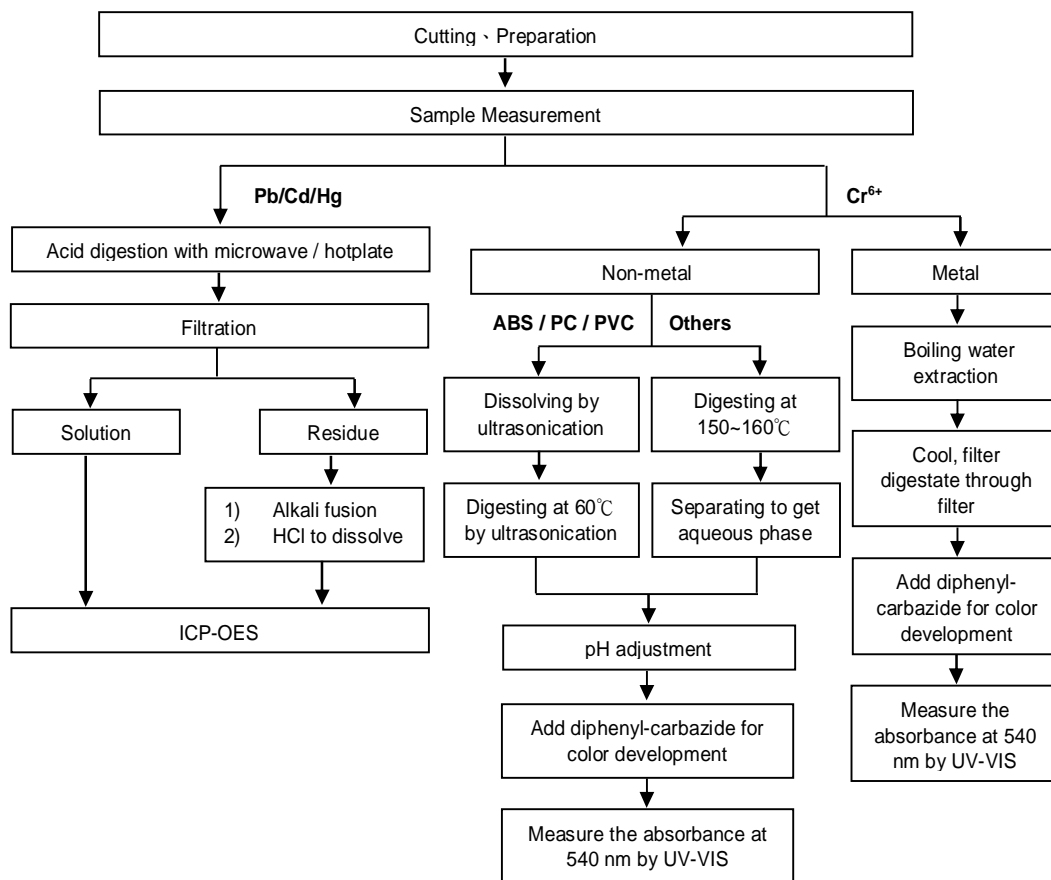 Cutting、Preparation
Sample Measurement
Pb/Cd/Hg
Cr⁶⁺
Acid digestion with microwave / hotplate
Non-metal
Metal
Filtration
ABS / PC / PVC
Others
Boiling water
extraction
Solution
Residue
Dissolving by
ultrasonication
Digesting at
150~160℃
Cool, filter
digestate through
filter
1) Alkali fusion
2) HCl to dissolve
Digesting at 60℃
by ultrasonication
Separating to get
aqueous phase
Add diphenyl-
carbazide for color
development
ICP-OES
pH adjustment
Measure the
absorbance at 540
nm by UV-VIS
Add diphenyl-carbazide for
color development
Measure the absorbance at
540 nm by UV-VIS